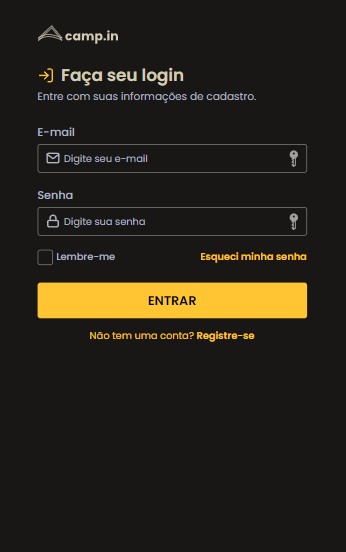 camp.in
Faça seu login
Entre com suas informações de cadastro.
E-mail
Digite seu e-mail
Senha
Digite sua senha
Lembre-me Esqueci minha senha
ENTRAR
Não tem uma conta? Registre-se